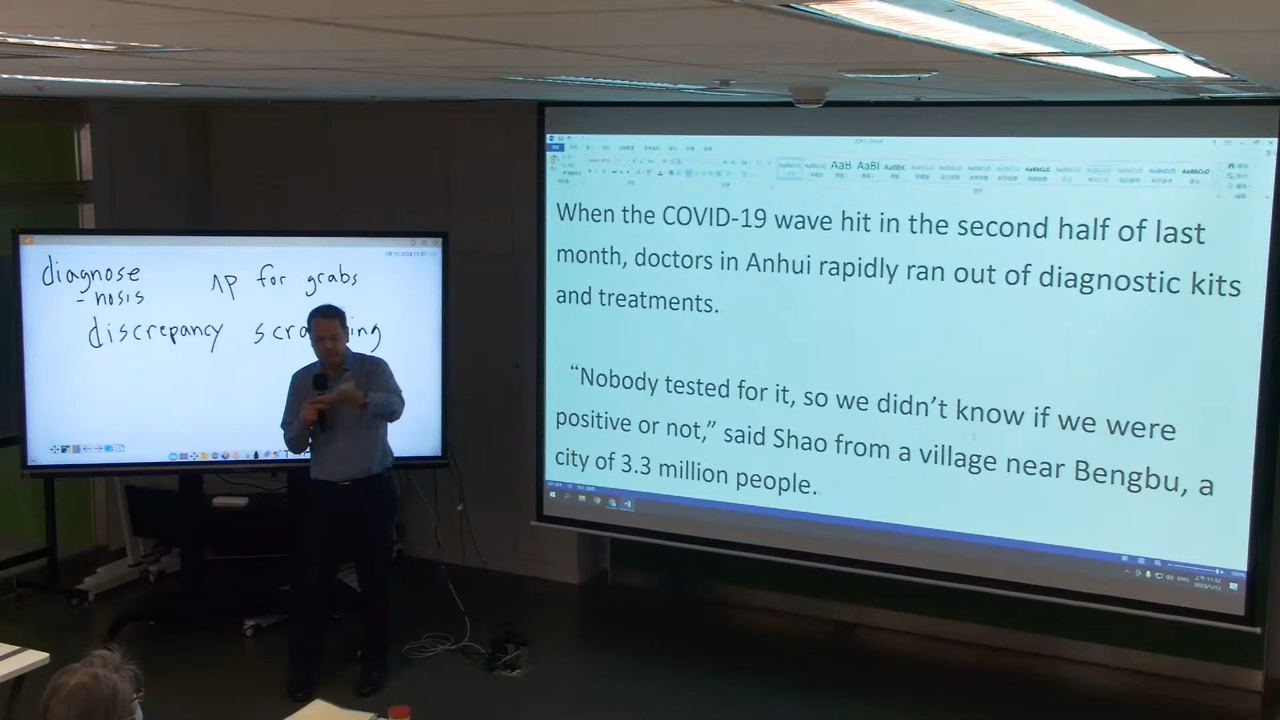 diagnose
-nosis
up for grabs
discrepancy
When the COVID-19 wave hit in the second half of last
month, doctors in Anhui rapidly ran out of diagnostic kits
and treatments.
“Nobody tested for it, so we didn’t know if we were
positive or not,” said Shao from a village near Bengbu, a
city of 3.3 million people.